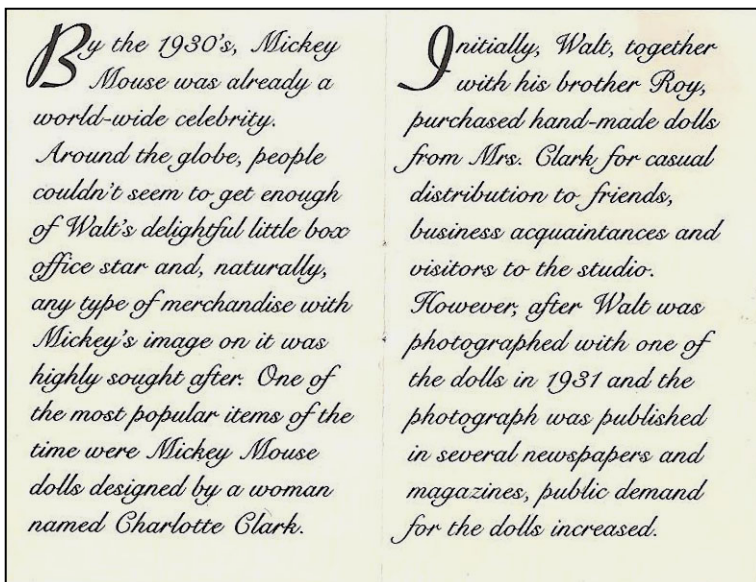 By the 1930's, Mickey
Mouse was already a
world-wide celebrity.
Around the globe, people
couldn't seem to get enough
of Walt's delightful little box
office star and, naturally,
any type of merchandise with
Mickey's image on it was
highly sought after. One of
the most popular items of the
time were Mickey Mouse
dolls designed by a woman
named Charlotte Clark.
Initially, Walt, together
with his brother Roy,
purchased hand-made dolls
from Mrs. Clark for casual
distribution to friends,
business acquaintances and
visitors to the studio.
However, after Walt was
photographed with one of
the dolls in 1931 and the
photograph was published
in several newspapers and
magazines, public demand
for the dolls increased.